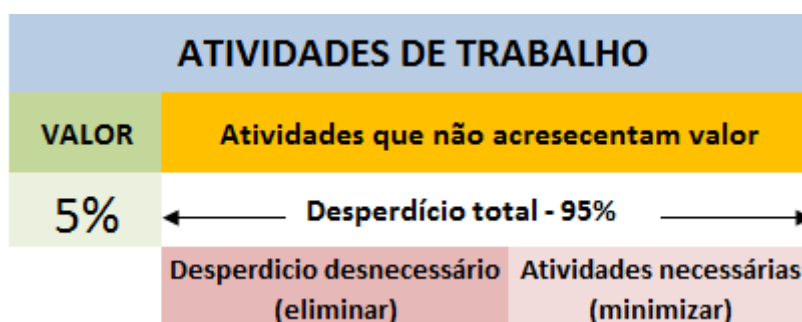 ATIVIDADES DE TRABALHO
VALOR
Atividades que não acresecentam valor
5%
Desperdício total - 95%
Desperdicio desnecessário
(eliminar)
Atividades necessárias
(minimizar)